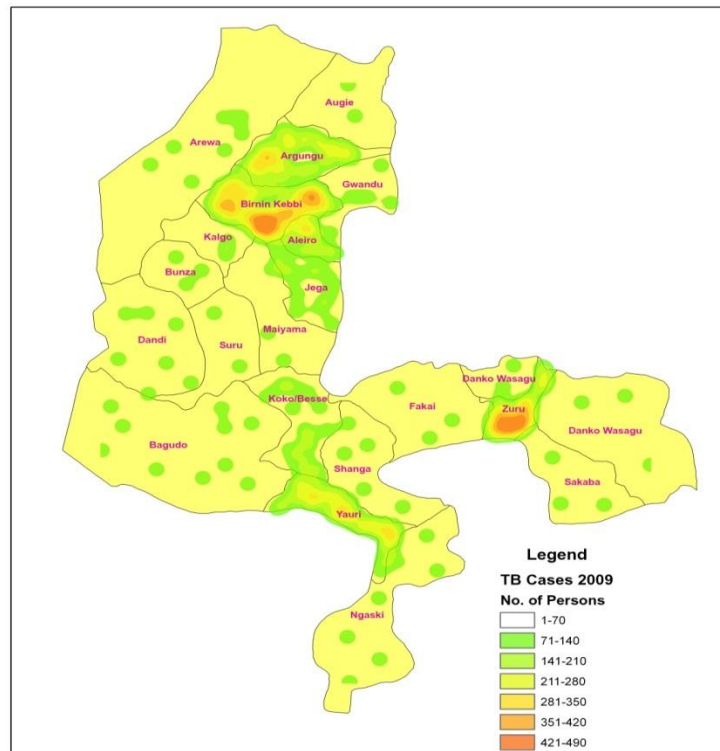 Augie
Arewa
Argungu
Gwandu
Birnin Kebbi
Kalgo
Aleiro
Bunza
Jega
Dandi
Suru
Maiyama
Danko Wasagu
Koko/Besse
Fakai
Zuru
Danko Wasagu
Bagudo
Shanga
Sakaba
Yauri
Ngaski
Legend
TB Cases 2009
No. of Persons
1-70
71-140
141-210
211-280
281-350
351-420
421-490